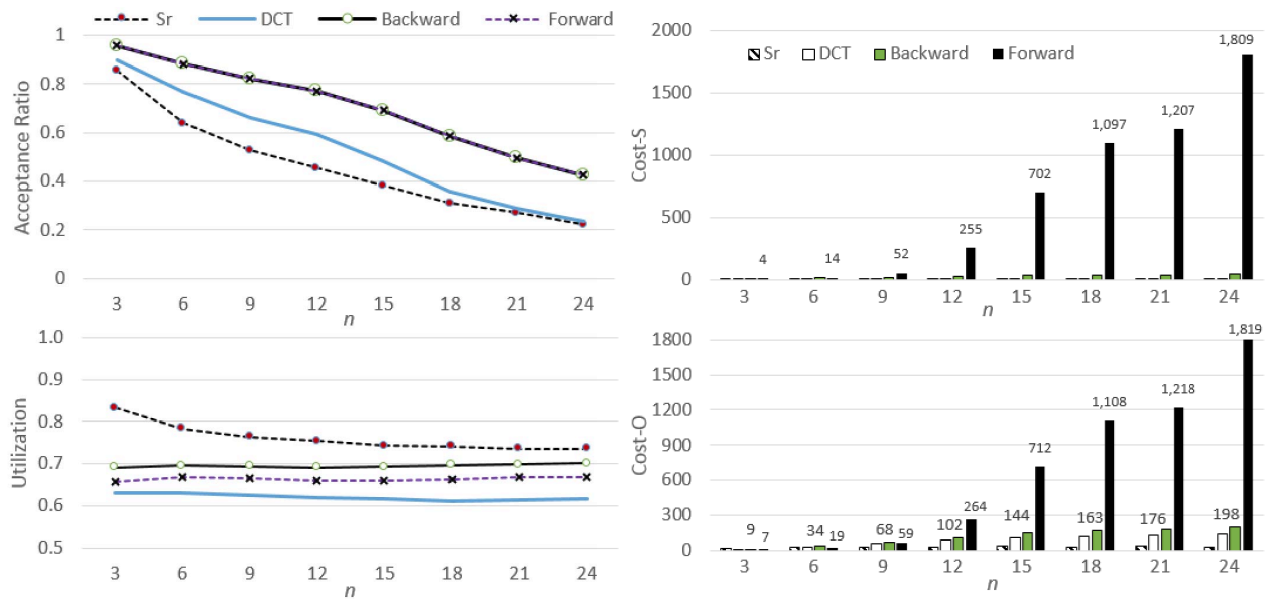 Sr DCT Backward Forward
1
0.8
0.6
0.4
0.2
0
Acceptance Ratio
3 6 9 12 15 18 21 24
n
2000
1500
1000
500
0
Cost-S
Sr DCT Backward Forward
4 14 52 255 702 1,097 1,207 1,809
3 6 9 12 15 18 21 24
n
1.0
0.9
0.8
0.7
0.6
0.5
Utilization
3 6 9 12 15 18 21 24
n
1800
1500
1200
900
600
300
0
Cost-O
9 7 34 19 68 59 102 264 144 712 163 1,108 176 1,218 198 1,819
3 6 9 12 15 18 21 24
n